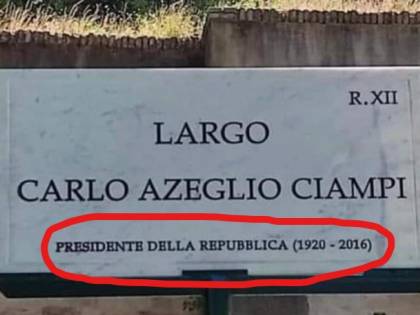 R.XII
LARGO
CARLO AZEGLIO CIAMPI
PRESIDENTE DELLA REPUBBLICA (1920 - 2016)